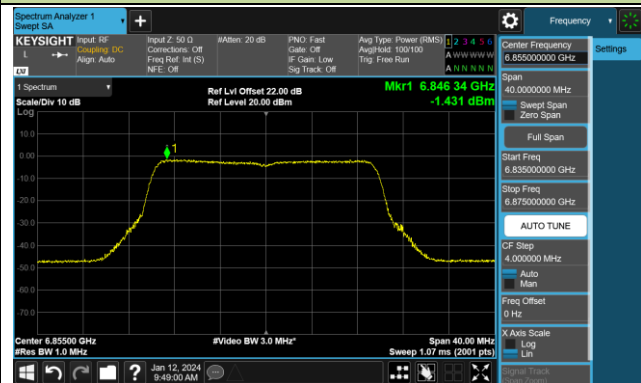 Spectrum Analyzer 1
Swept SA
Frequency
KEYSIGHT
L
LXI
Input: RF
Coupling: DC
Align: Auto
Input Z: 50 Ω
Corrections: Off
Freq Ref: Int (S)
NFE: Off
#Atten: 20 dB
PNO: Fast
Gate: Off
IF Gain: Low
Sig Track: Off
Avg Type: Power (RMS)
Avg|Hold: 100/100
Trig: Free Run
1 2 3 4 5 6
A W W W W W
A N N N N N
1 Spectrum
Scale/Div 10 dB
Log
Ref Lvl Offset 22.00 dB
Ref Level 20.00 dBm
Mkr1 6.846 34 GHz
-1.431 dBm
1
10.0
0.00
-10.0
-20.0
-30.0
-40.0
-50.0
-60.0
-70.0
Center 6.85500 GHz
#Res BW 1.0 MHz
#Video BW 3.0 MHz*
Span 40.00 MHz
Sweep 1.07 ms (2001 pts)
Jan 12, 2024
9:49:00 AM
Center Frequency
6.855000000 GHz
Span
40.0000000 MHz
Swept Span
Zero Span
Full Span
Start Freq
6.835000000 GHz
Stop Freq
6.875000000 GHz
AUTO TUNE
CF Step
4.000000 MHz
Auto
Man
Freq Offset
0 Hz
X Axis Scale
Log
Lin
Signal Track
(Span Zoom)
Settings